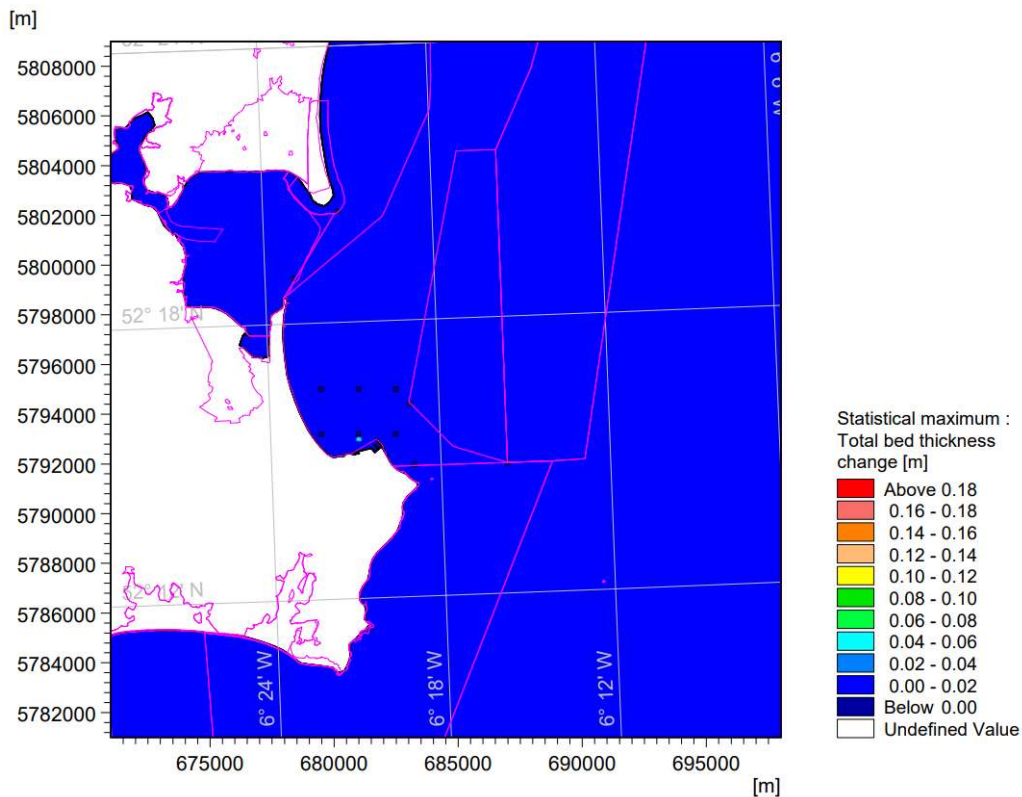 [m]
5808000
5806000
5804000
5802000
5800000
5798000
5796000
5794000
5792000
5790000
5788000
5786000
5784000
5782000
52° 18' N
6° 24' W
6° 18' W
6° 12' W
675000 680000 685000 690000 695000
[m]
Statistical maximum :
Total bed thickness
change [m]
Above 0.18
0.16 - 0.18
0.14 - 0.16
0.12 - 0.14
0.10 - 0.12
0.08 - 0.10
0.06 - 0.08
0.04 - 0.06
0.02 - 0.04
0.00 - 0.02
Below 0.00
Undefined Value